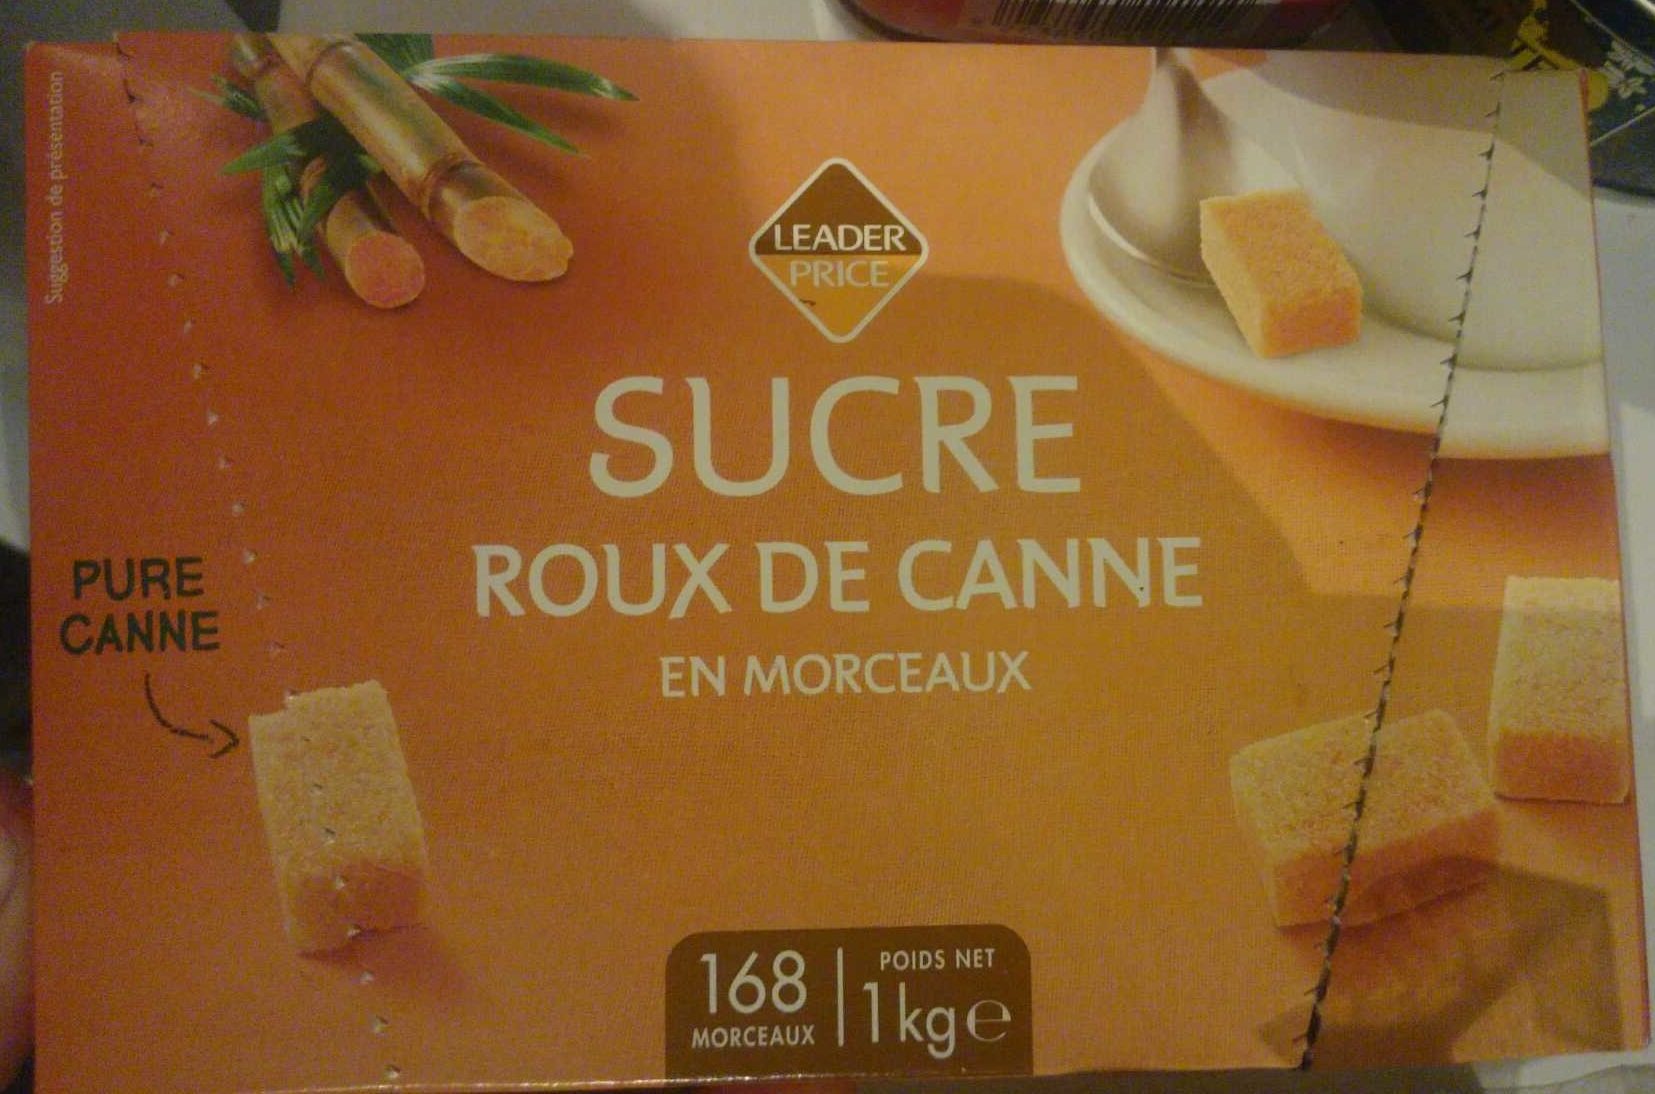 Suggestion de présentation
LEADER
PRICE
SUCRE
ROUX DE CANNE
EN MORCEAUX
PURE
CANNE
168
MORCEAUX
POIDS NET
1kg e